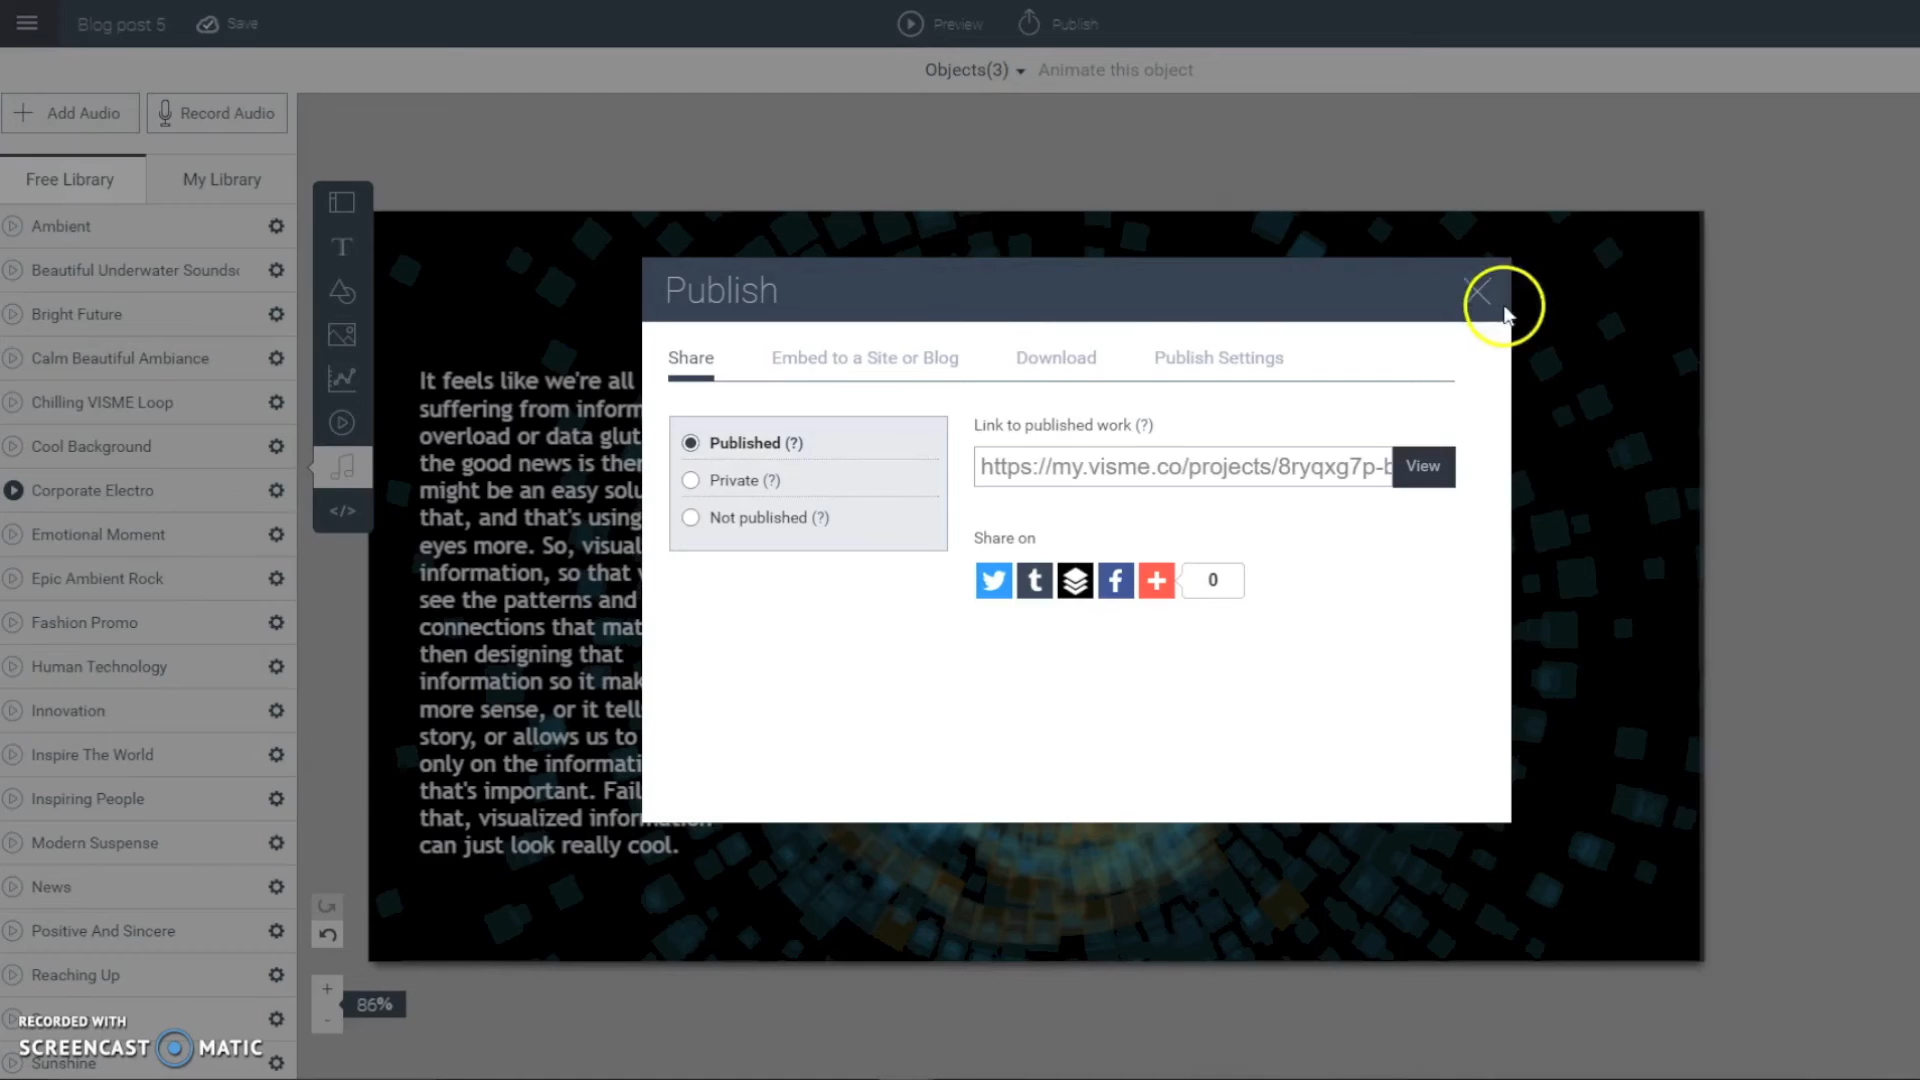 Blog post 5
Save
Preview
Publish
Objects(3)
Animate this object
Add Audio
Record Audio
Free Library
My Library
Ambient
Beautiful Underwater Sounds
Bright Future
Calm Beautiful Ambiance
Chilling VISME Loop
Cool Background
Corporate Electro
Emotional Moment
Epic Ambient Rock
Fashion Promo
Human Technology
Innovation
Inspire The World
Inspiring People
Modern Suspense
News
Positive And Sincere
Reaching Up
Sunshine
RECORDED WITH
SCREENCAST MATIC
T
</>
+
-
86%
It feels like we're all
suffering from inform
overload or data glut
the good news is ther
might be an easy solu
that, and that's using
eyes more. So, visual
information, so that
see the patterns and
connections that mat
then designing that
information so it mak
more sense, or it tells
story, or allows us to
only on the informati
that's important. Fail
that, visualized information
can just look really cool.
Publish
Share
Embed to a Site or Blog
Download
Publish Settings
Published (?)
Private (?)
Not published (?)
Link to published work (?)
https://my.visme.co/projects/8ryqxg7p-b
View
Share on
t
f
+
0